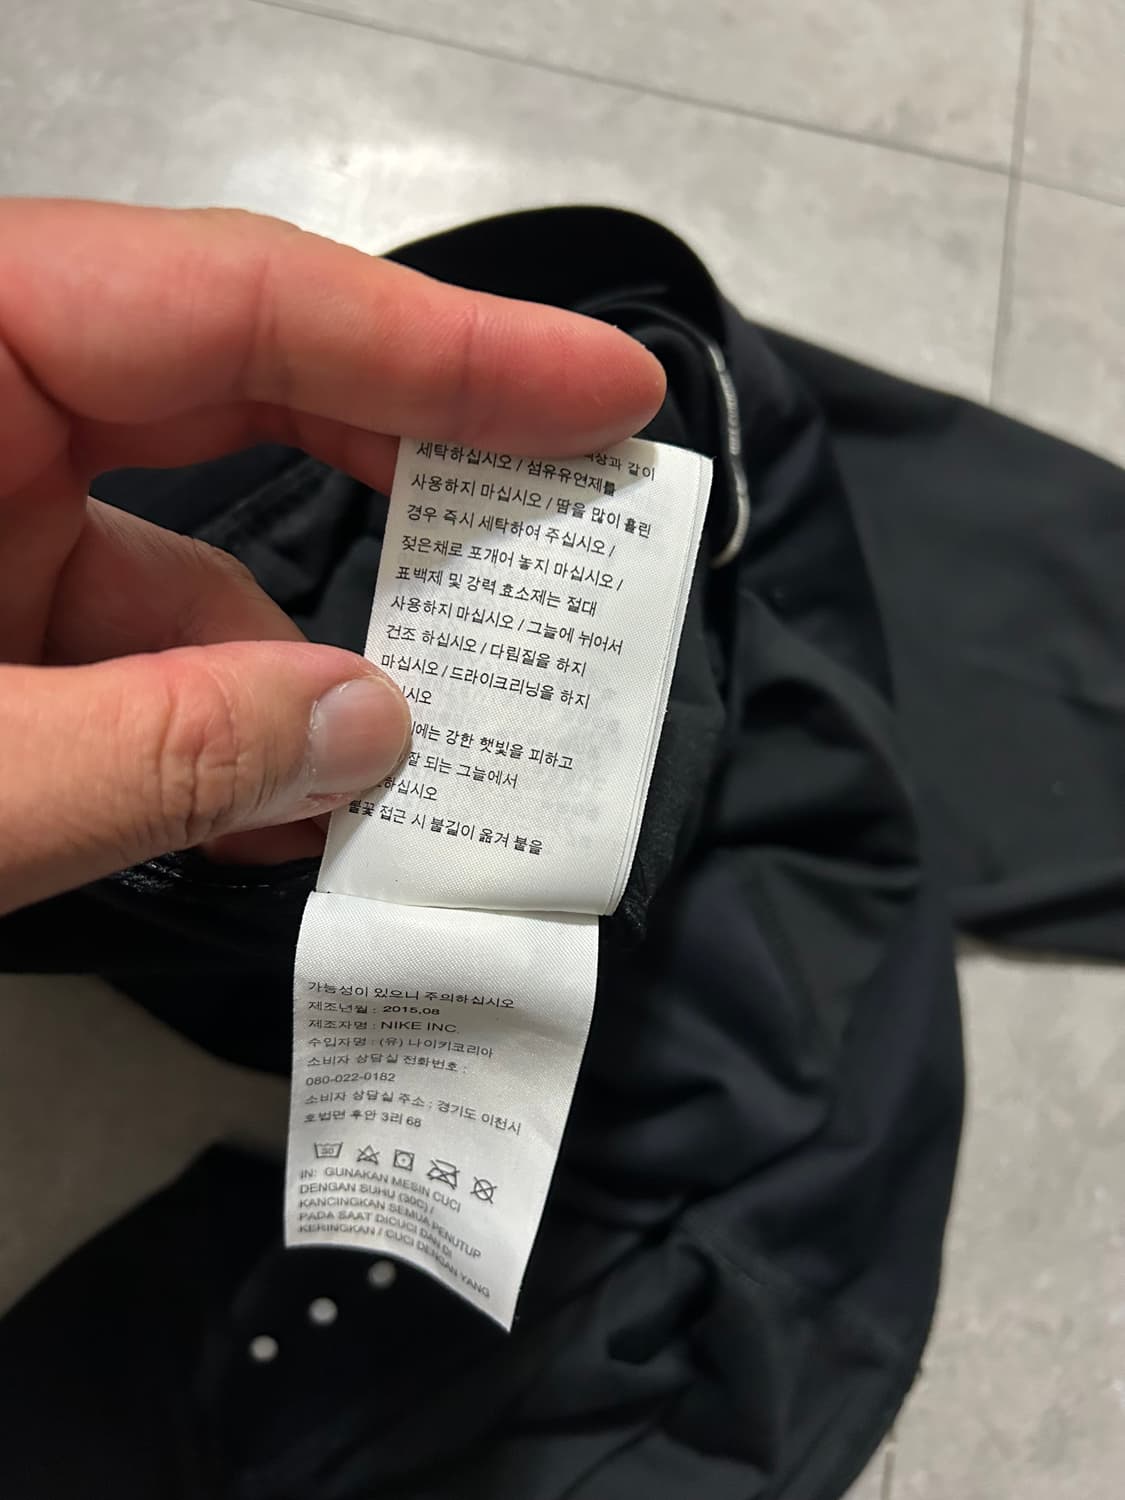 색상과 같이
세탁하십시오 / 섬유유연제를
사용하지 마십시오 / 땀을 많이 흘린
경우 즉시 세탁하여 주십시오 /
젖은채로 포개어 놓지 마십시오 /
표백제 및 강력 효소제는 절대
사용하지 마십시오 / 그늘에 뉘어서
건조 하십시오 / 다림질을 하지
마십시오 / 드라이크리닝을 하지
강한 햇빛을 피하고
잘 되는 그늘에서
불꽃 접근 시 불길이 옮겨 붙을
가능성이 있으니 주의하십시오
제조년월 : 2015.08
제조자명 : NIKE INC.
수입자명 : (유) 나이키코리아
소비자 상담실 전화번호 :
080-022-0182
소비자 상담실 주소 : 경기도 이천시
호법면 후안 3리 68
30
IN: GUNAKAN MESIN CUCI
DENGAN SUHU (30C) /
KANCINGKAN SEMUA PENUTUP
PADA SAAT DICUCI DAN DI
KERINGKAN / CUCI DENGAN YANG